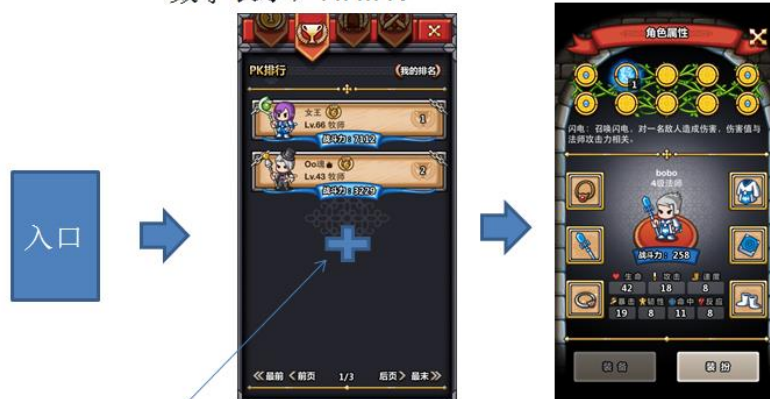 入口
PK排行
(我的排名)
女王
Lv.66 牧师
1
战斗力：7112
Oo魂
Lv.43 牧师
2
战斗力：3229
≪最前 <前页 1/3 后页> 最末≫
角色属性
1
闪电：召唤闪电，对一名敌人造成伤害，伤害值与
法师攻击力相关。
bobo
4级法师
战斗力：258
生命 攻击 速度
42 18 8
暴击 韧性 命中 反应
19 8 11 8
装备 装扮